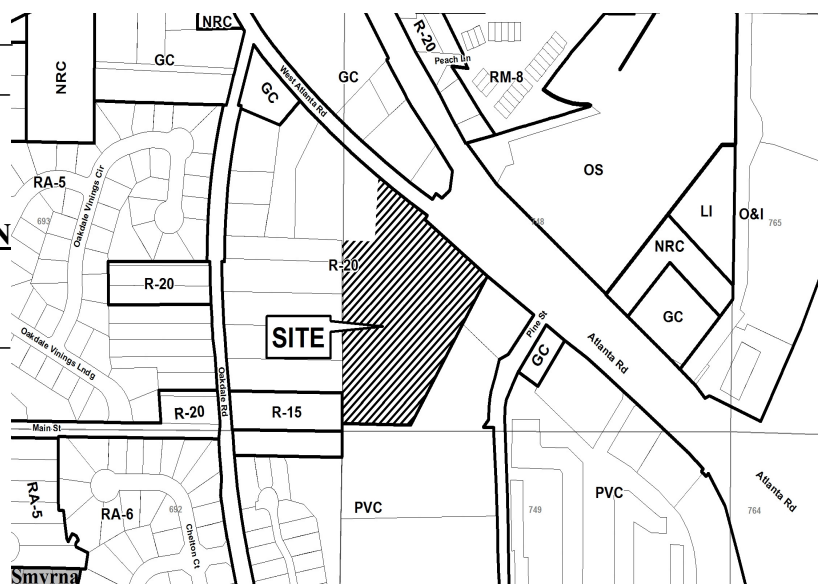 NRC
R-20
GC
NRC
GC
Peach Ln
RM-8
West Atlanta Rd
GC
OS
RA-5
Oakdale Vinings Cir
693
LI
O&I
765
748
N
NRC
R-20
R-20
GC
SITE
Pine St
GC
Atlanta Rd
Oakdale Vinings Lndg
Oakdale Rd
R-20
R-15
Main St
RA-5
RA-6
692
Chelton Ct
PVC
749
PVC
764
Atlanta Rd
Smyrna